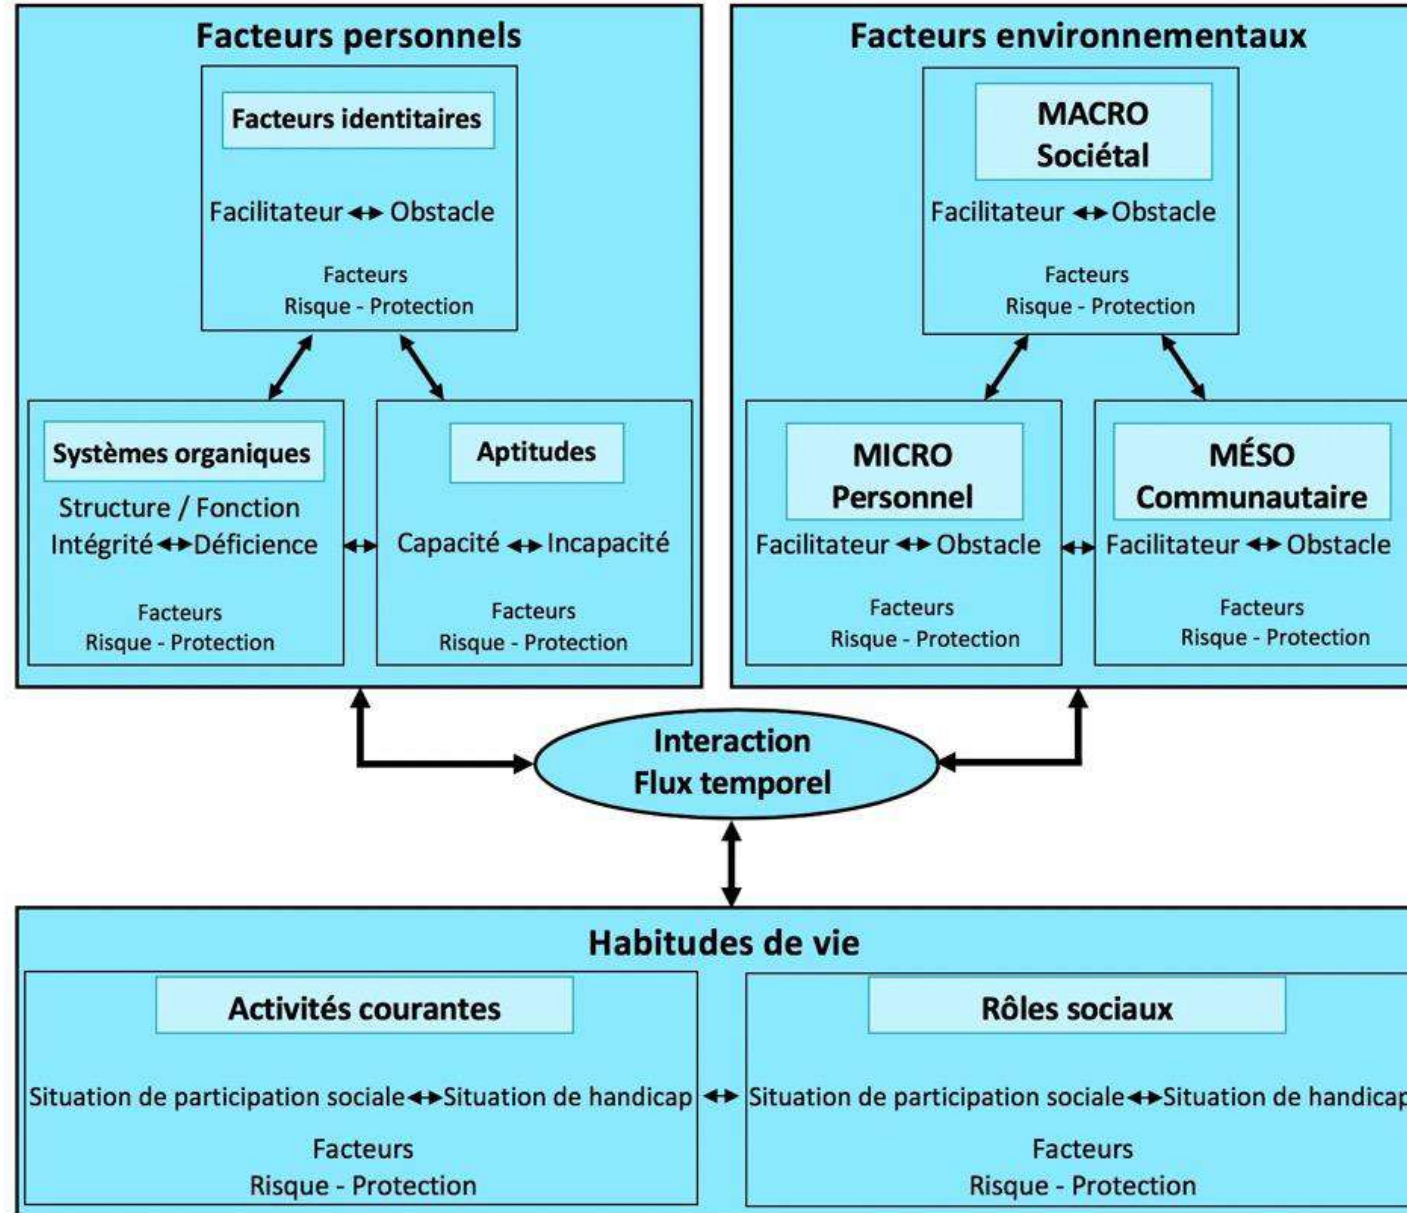 Facteurs personnels
Facteurs identitaires
Facilitateur ↔ Obstacle
Facteurs
Risque - Protection
Systèmes organiques
Structure / Fonction
Intégrité ↔ Déficience
Facteurs
Risque - Protection
Aptitudes
Capacité ↔ Incapacité
Facteurs
Risque - Protection
Facteurs environnementaux
MACRO
Sociétal
Facilitateur ↔ Obstacle
Facteurs
Risque - Protection
MICRO
Personnel
Facilitateur ↔ Obstacle
Facteurs
Risque - Protection
MÉSO
Communautaire
Facilitateur ↔ Obstacle
Facteurs
Risque - Protection
Interaction
Flux temporel
Habitudes de vie
Activités courantes
Situation de participation sociale ↔ Situation de handicap
Facteurs
Risque - Protection
Rôles sociaux
Situation de participation sociale ↔ Situation de handicap
Facteurs
Risque - Protection